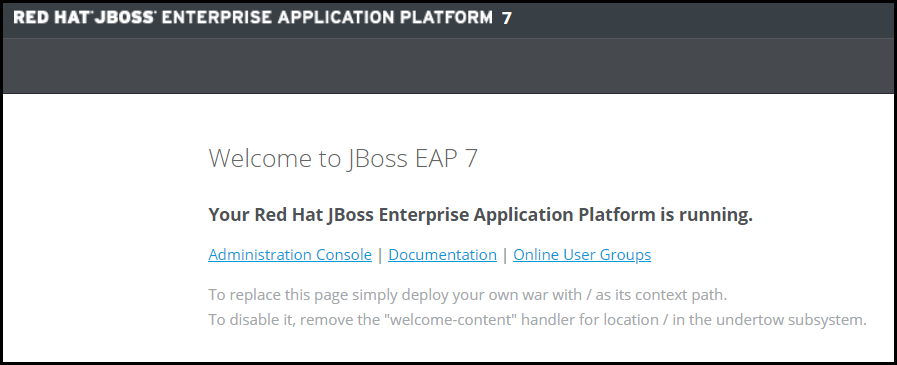 RED HAT® JBOSS® ENTERPRISE APPLICATION PLATFORM 7
Welcome to JBoss EAP 7
Your Red Hat JBoss Enterprise Application Platform is running.
Administration Console | Documentation | Online User Groups
To replace this page simply deploy your own war with / as its context path.
To disable it, remove the "welcome-content" handler for location / in the undertow subsystem.